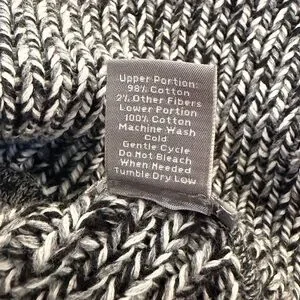 Upper Portion:
98% Cotton
2% Other Fibers
Lower Portion
100% Cotton
Machine Wash
Cold
Gentle Cycle
Do Not Bleach
When Needed
Tumble Dry Low